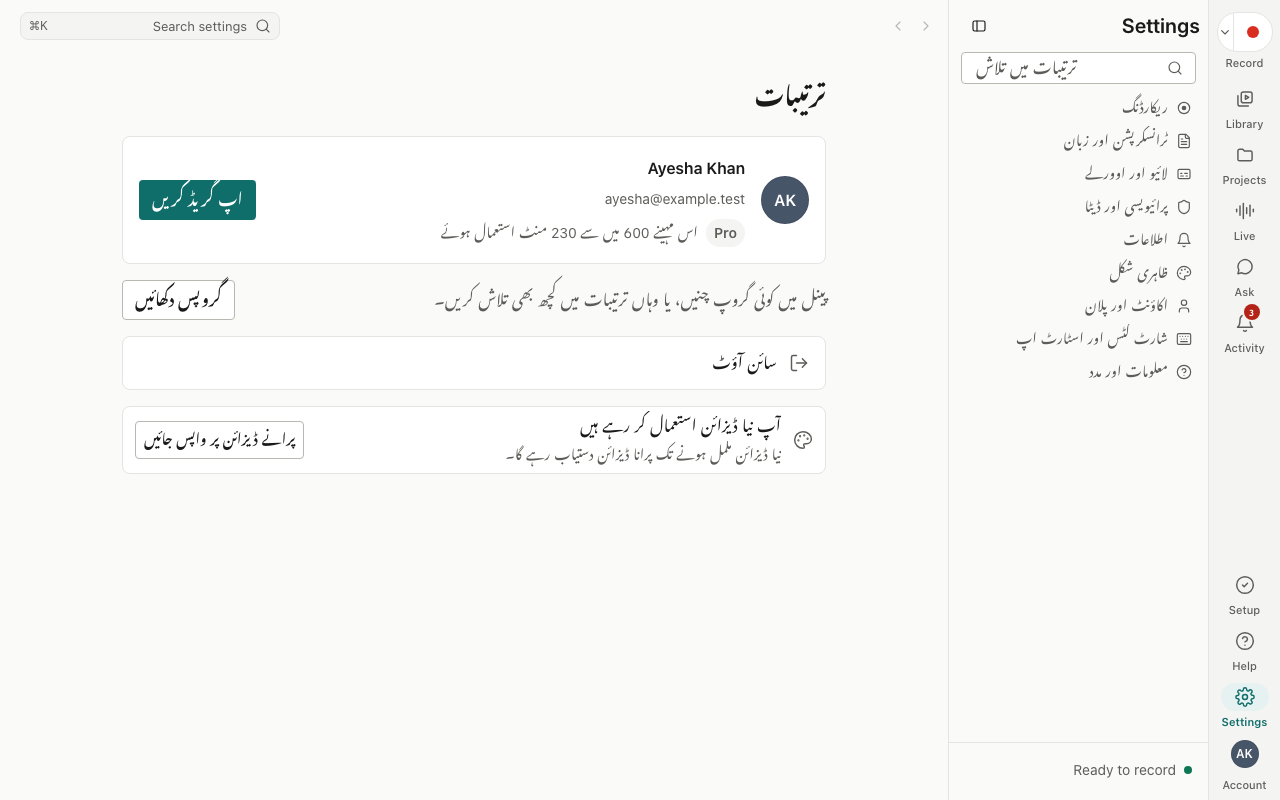 Record
Library
Projects
Live
Ask
3
Activity
Setup
Help
Settings
AK
Account
Settings
ترتیبات میں تلاش
ریکارڈنگ
ٹرانسکرپشن اور زبان
لائیو اور اوورلے
پرائیویسی اور ڈیٹا
اطلاعات
ظاہری شکل
اکاؤنٹ اور پلان
شارٹ کٹس اور اسٹارٹ اپ
معلومات اور مدد
Ready to record
Search settings ⌘K
ترتیبات
AK
Ayesha Khan
ayesha@example.test
Pro اس مہینے 600 میں سے 230 منٹ استعمال ہوئے
اپ گریڈ کریں
پینل میں کوئی گروپ چنیں، یا وہاں ترتیبات میں کچھ بھی تلاش کریں۔
گروپس دکھائیں
سائن آؤٹ
آپ نیا ڈیزائن استعمال کر رہے ہیں
نیا ڈیزائن مکمل ہونے تک پرانا ڈیزائن دستیاب رہے گا۔
پرانے ڈیزائن پر واپس جائیں